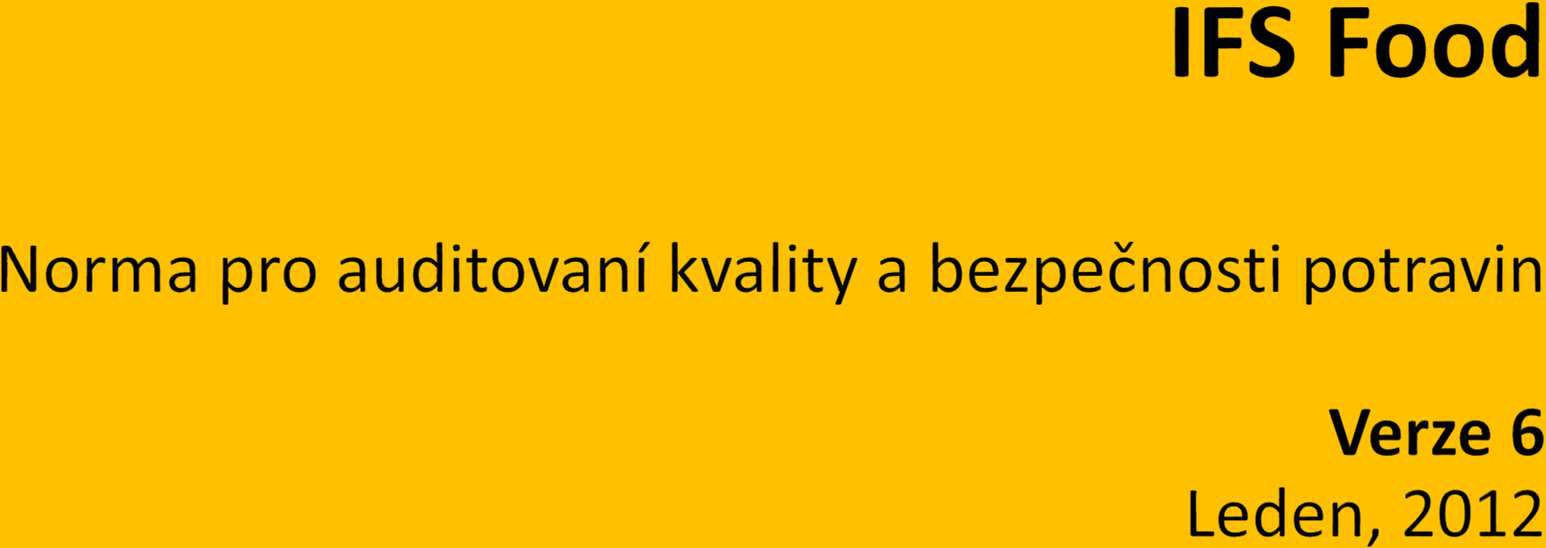 IFS Food
Norma pro auditovaní kvality a bezpečnosti potravin
Verze 6
Leden, 2012